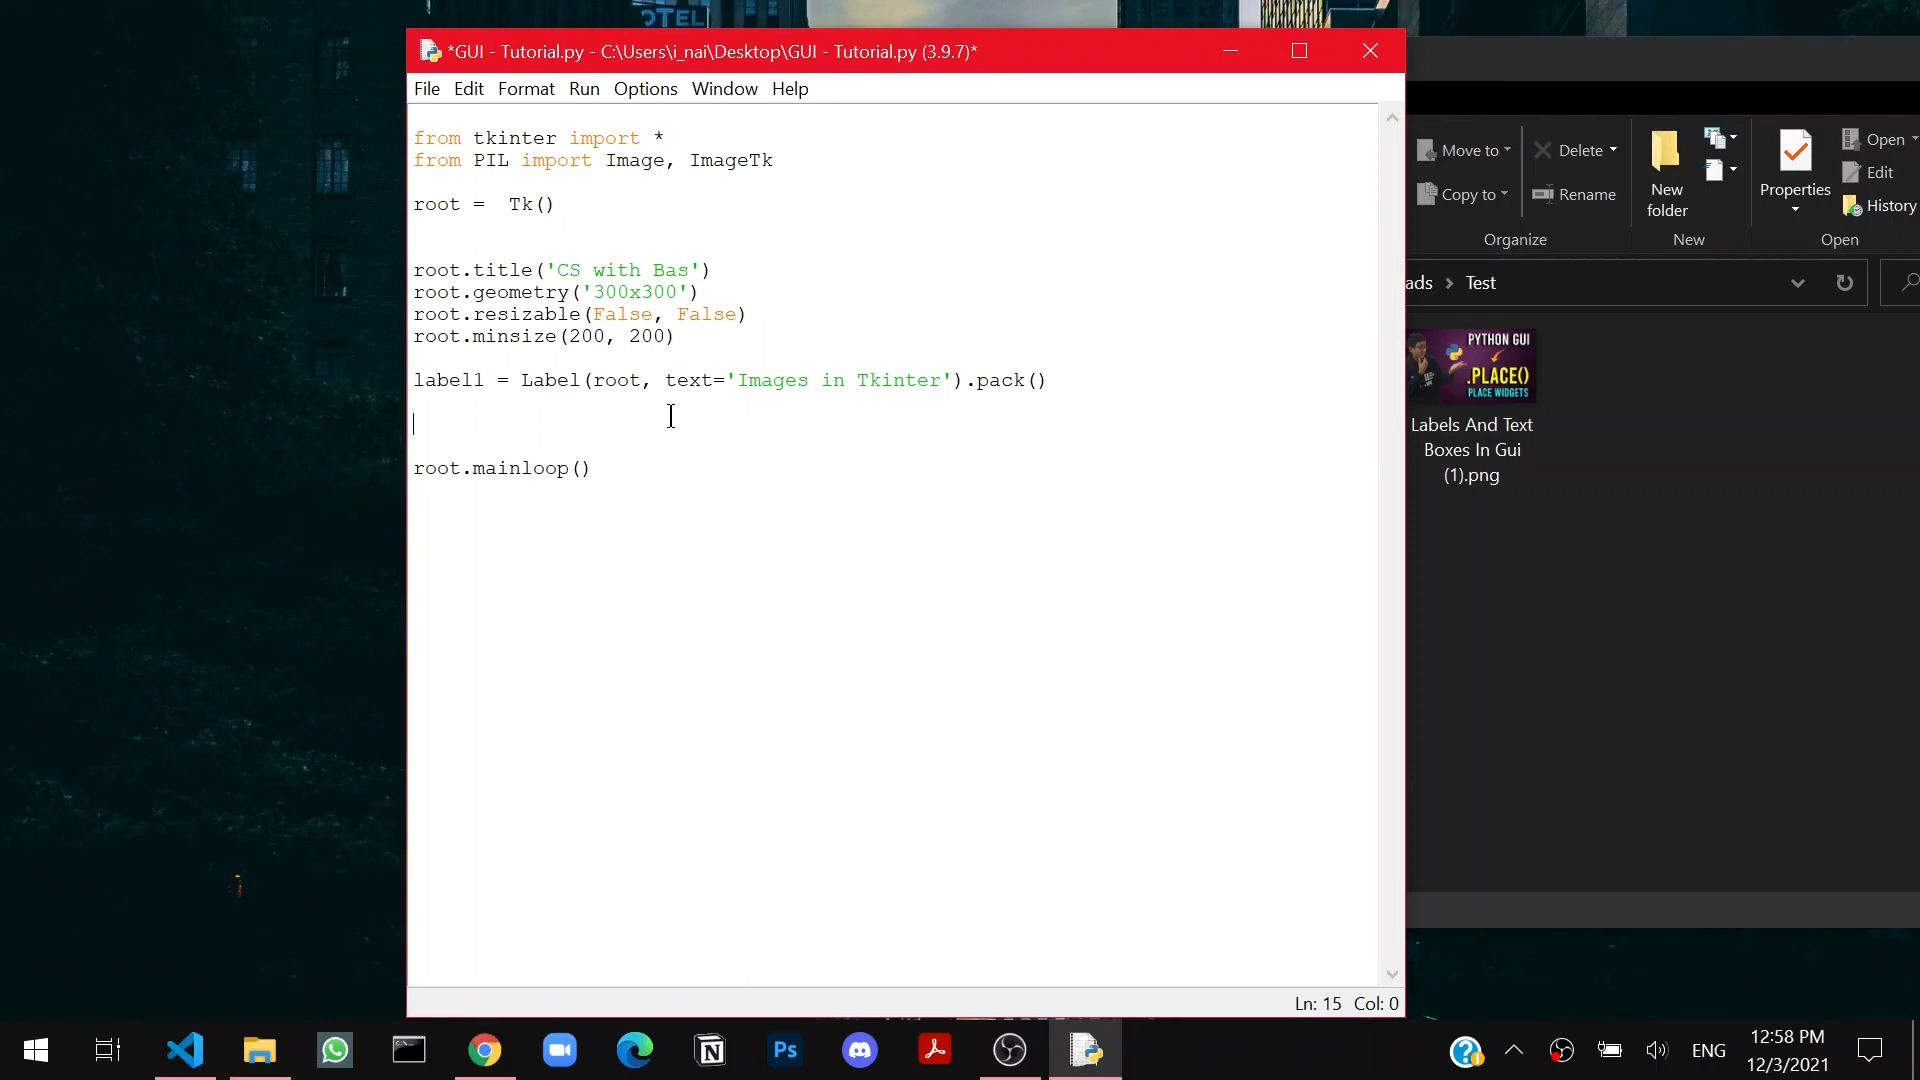 OTEL
*GUI - Tutorial.py - C:\Users\i_nai\Desktop\GUI - Tutorial.py (3.9.7)*
File Edit Format Run Options Window Help
from tkinter import *
from PIL import Image, ImageTk
root =  Tk()
root.title('CS with Bas')
root.geometry('300x300')
root.resizable(False, False)
root.minsize(200, 200)
label1 = Label(root, text='Images in Tkinter').pack()
root.mainloop()
Ln: 15 Col: 0
Move to
Delete
Copy to
Rename
New
folder
Properties
Open
Edit
History
Organize
New
Open
ads > Test
PYTHON GUI
.PLACE()
PLACE WIDGETS
Labels And Text
Boxes In Gui
(1).png
Ps
ENG
12:58 PM
12/3/2021